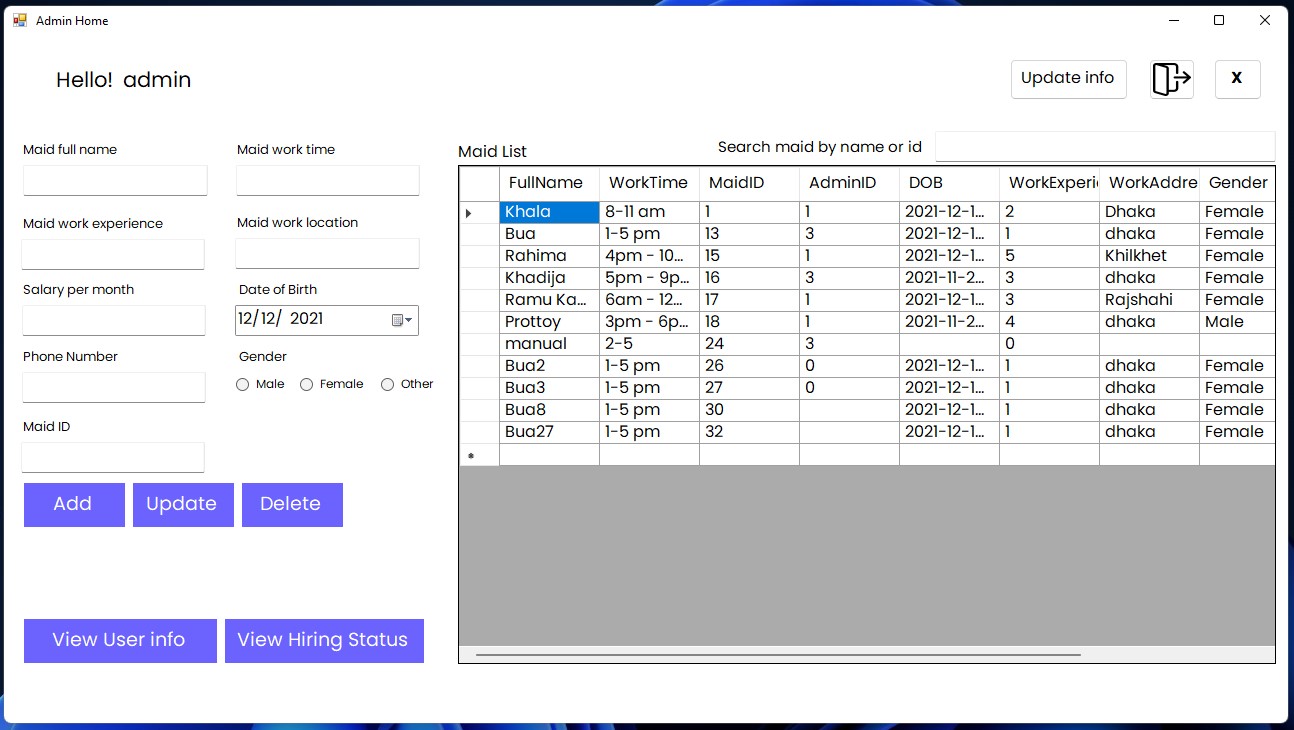 Admin Home
Hello! admin
Update info
X
Maid full name
Maid work time
Maid work experience
Maid work location
Salary per month
Date of Birth
12/12/ 2021
Phone Number
Gender
Male Female Other
Maid ID
Add Update Delete
View User info View Hiring Status
Maid List
Search maid by name or id
FullName WorkTime MaidID AdminID DOB WorkExperi WorkAddre Gender
Khala 8-11 am 1 1 2021-12-1... 2 Dhaka Female
Bua 1-5 pm 13 3 2021-12-1... 1 dhaka Female
Rahima 4pm - 10... 15 1 2021-12-1... 5 Khilkhet Female
Khadija 5pm - 9p... 16 3 2021-11-2... 3 dhaka Female
Ramu Ka... 6am - 12... 17 1 2021-12-1... 3 Rajshahi Female
Prottoy 3pm - 6p... 18 1 2021-11-2... 4 dhaka Male
manual 2-5 24 3 0
Bua2 1-5 pm 26 0 2021-12-1... 1 dhaka Female
Bua3 1-5 pm 27 0 2021-12-1... 1 dhaka Female
Bua8 1-5 pm 30 2021-12-1... 1 dhaka Female
Bua27 1-5 pm 32 2021-12-1... 1 dhaka Female
*